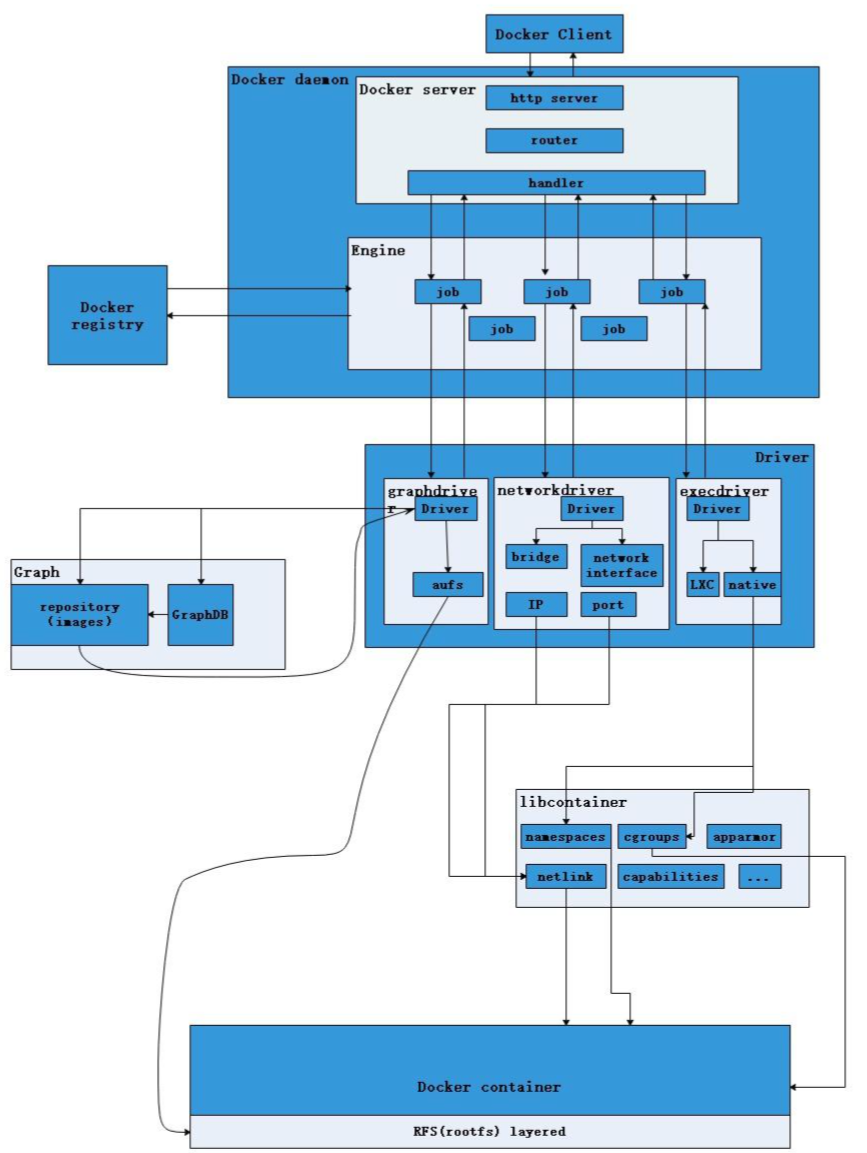 Docker Client
Docker daemon
Docker server
http server
router
handler
Engine
job
job
job
job
job
Docker
registry
Driver
graphdrive
r
networkdriver
execdriver
Driver
Driver
Driver
bridge
network
interface
aufs
LXC
native
IP
port
Graph
repository
(images)
GraphDB
libcontainer
namespaces
cgroups
apparmor
netlink
capabilities
...
Docker container
RFS(rootfs) layered